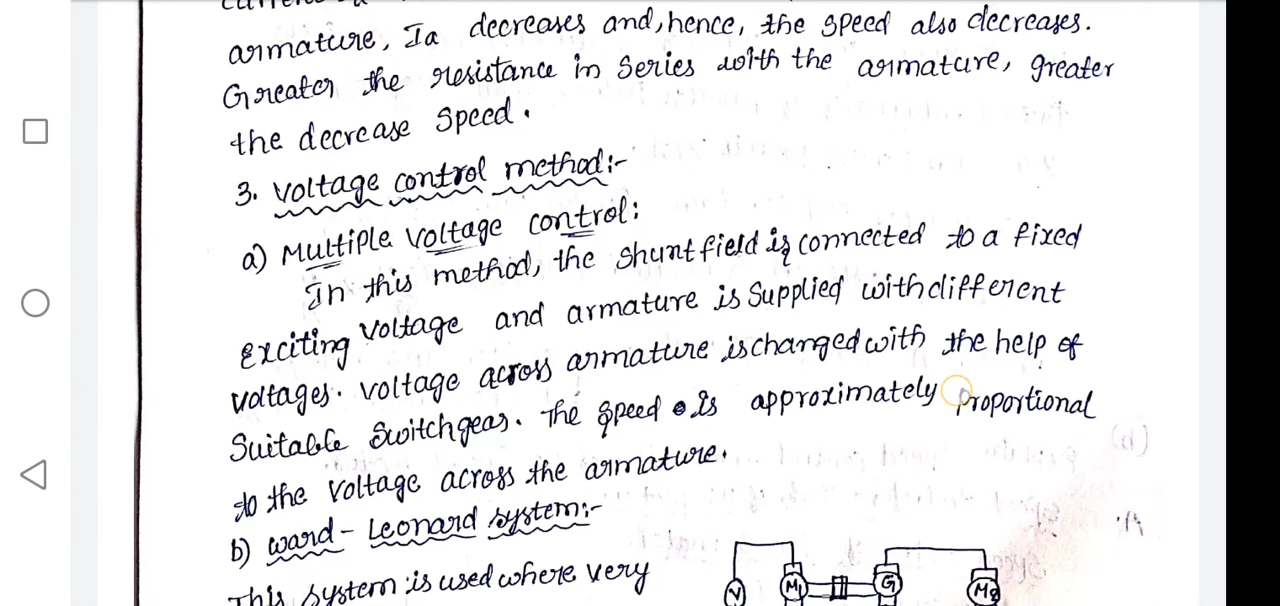 armature, Ia decreases and, hence, the speed also decreases.
Greater the resistance in series with the armature, greater
the decrease speed.
3. Voltage control method:-
a) Multiple voltage control:
In this method, the shunt field is connected to a fixed
exciting voltage and armature is supplied with different
voltages. voltage across armature is changed with the help of
suitable switchgear. The speed is approximately proportional
to the voltage across the armature.
b) ward-Leonard system:-
This system is used where very
V M1 G M2